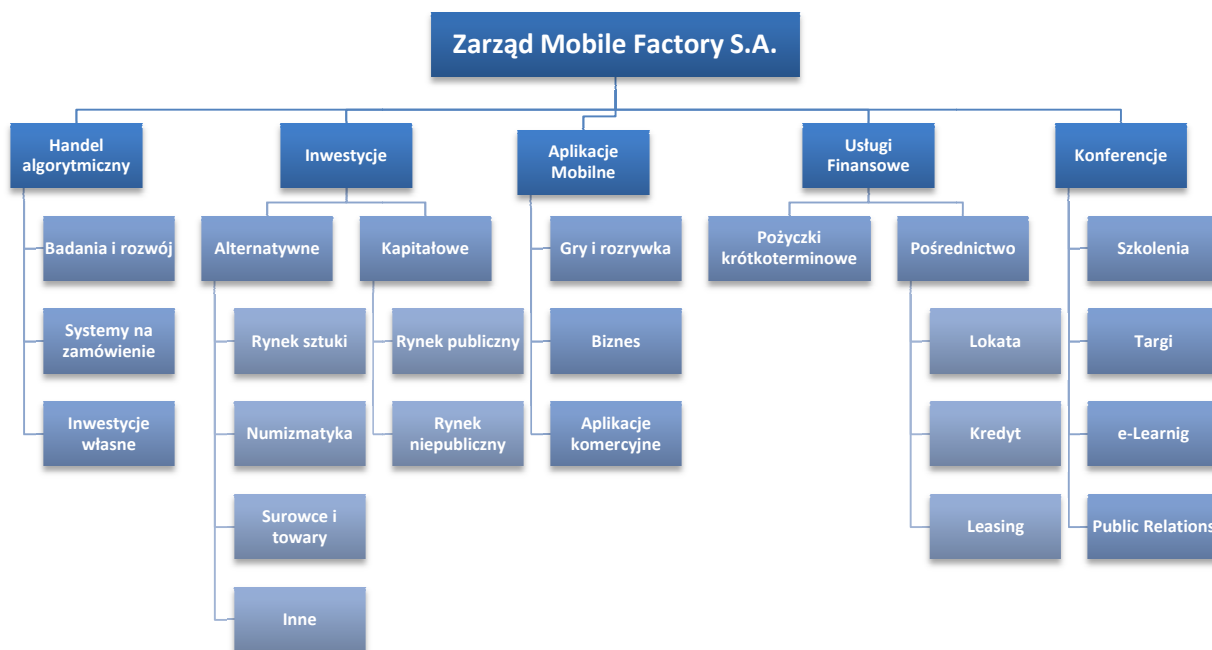 Zarząd Mobile Factory S.A.
Handel
algorytmiczny
Inwestycje
Aplikacje
Mobilne
Usługi
Finansowe
Konferencje
Badania i rozwój
Alternatywne
Kapitałowe
Gry i rozrywka
Pożyczki
krótkoterminowe
Pośrednictwo
Szkolenia
Systemy na
zamówienie
Rynek sztuki
Rynek publiczny
Biznes
Lokata
Targi
Inwestycje
własne
Numizmatyka
Rynek
niepubliczny
Aplikacje
komercyjne
Kredyt
e-Learnig
Surowce i
towary
Leasing
Public Relations
Inne